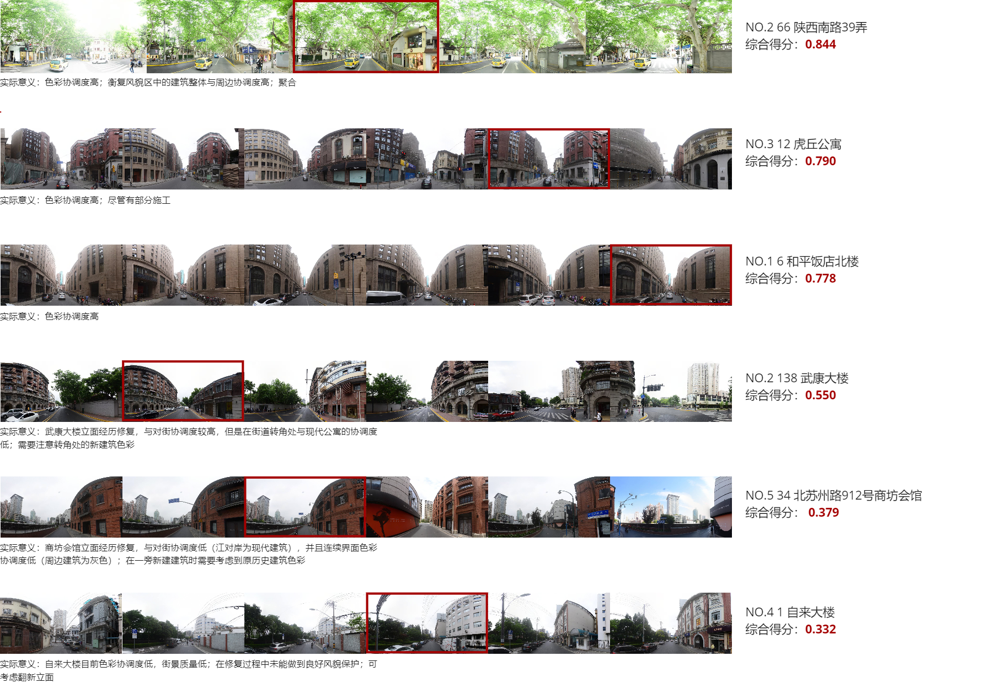 NO.2 66 陕西南路39弄
综合得分：0.844
实际意义：色彩协调度高；衡复风貌区中的建筑整体与周边协调度高；聚合
NO.3 12 虎丘公寓
综合得分：0.790
实际意义：色彩协调度高；尽管有部分施工
NO.1 6 和平饭店北楼
综合得分：0.778
实际意义：色彩协调度高
NO.2 138 武康大楼
综合得分：0.550
实际意义：武康大楼立面经历修复，与对街协调度较高，但是在街道转角处与现代公寓的协调度
低；需要注意转角处的新建筑色彩
NO.5 34 北苏州路912号商坊会馆
综合得分：0.379
实际意义：商坊会馆立面经历修复，与对街协调度低（江对岸为现代建筑），并且连续界面色彩
协调度低（周边建筑为灰色）；在一旁新建建筑时需要考虑到原历史建筑色彩
NO.4 1 自来大楼
综合得分：0.332
实际意义：自来大楼目前色彩协调度低，街景质量低；在修复过程中未能做到良好风貌保护；可
考虑翻新立面